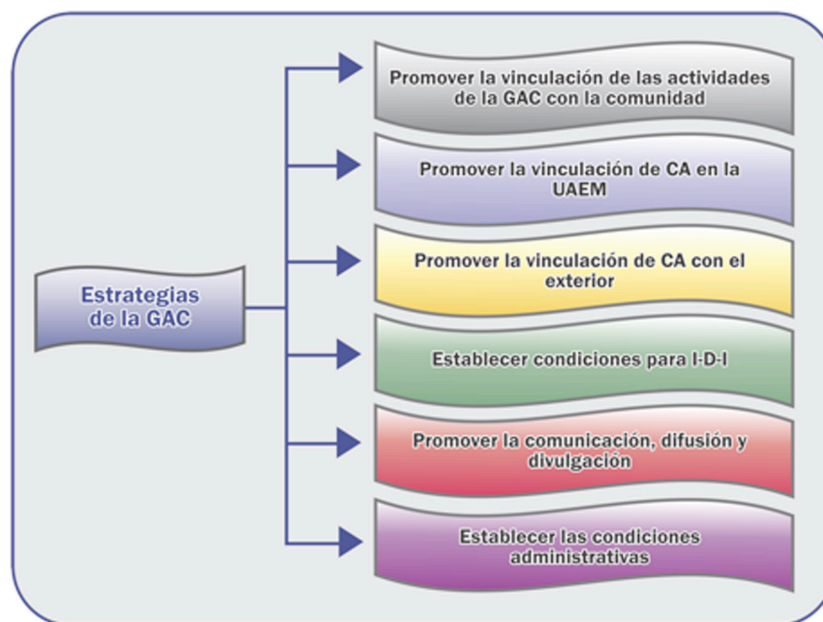 Promover la vinculación de las actividades
de la GAC con la comunidad
Promover la vinculación de CA en la
UAEM
Promover la vinculación de CA con el
exterior
Estrategias
de la GAC
Establecer condiciones para I-D-I
Promover la comunicación, difusión y
divulgación
Establecer las condiciones
administrativas